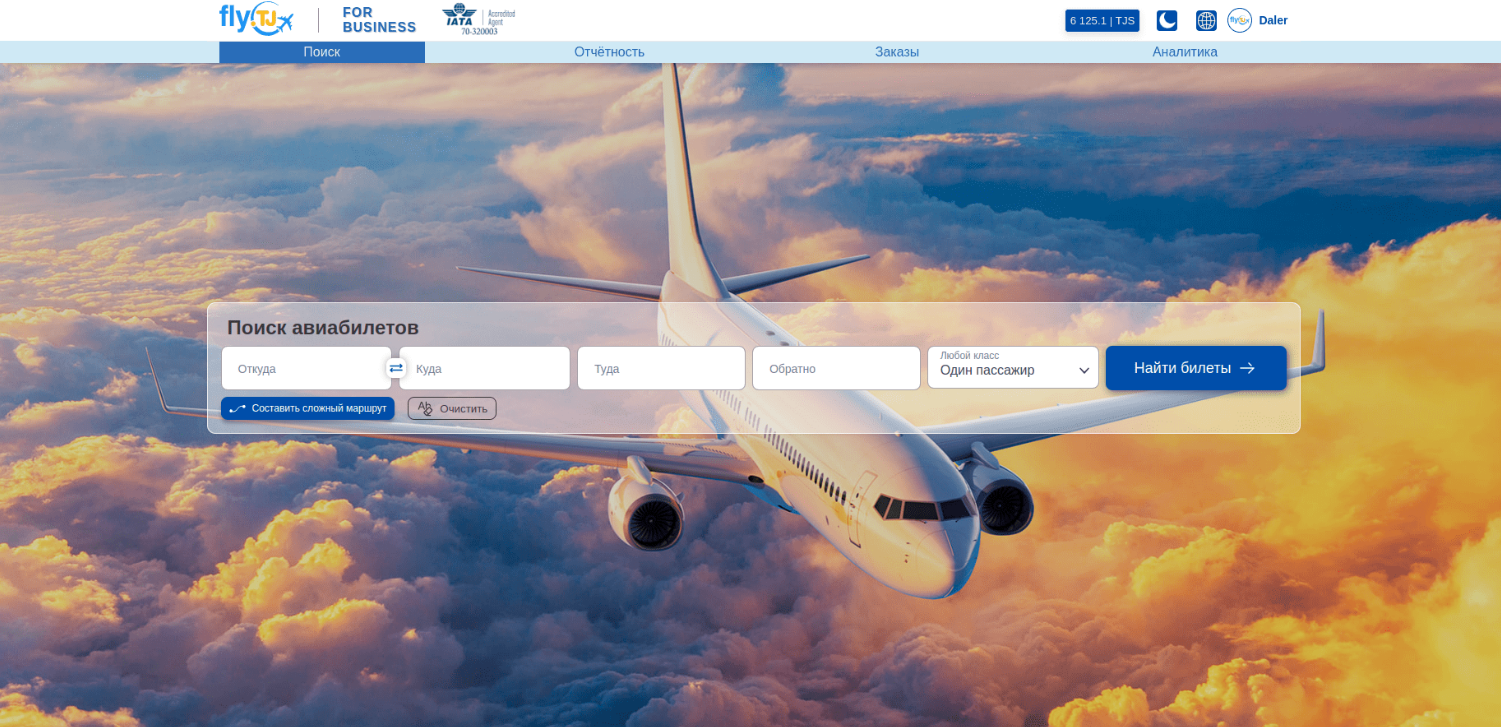 fly.TJ
FOR
BUSINESS
IATA
Accredited
Agent
70-320003
6 125.1 | TJS
Daler
Поиск
Отчётность
Заказы
Аналитика
Поиск авиабилетов
Откуда
Куда
Туда
Обратно
Любой класс
Один пассажир
Найти билеты
Составить сложный маршрут
Очистить